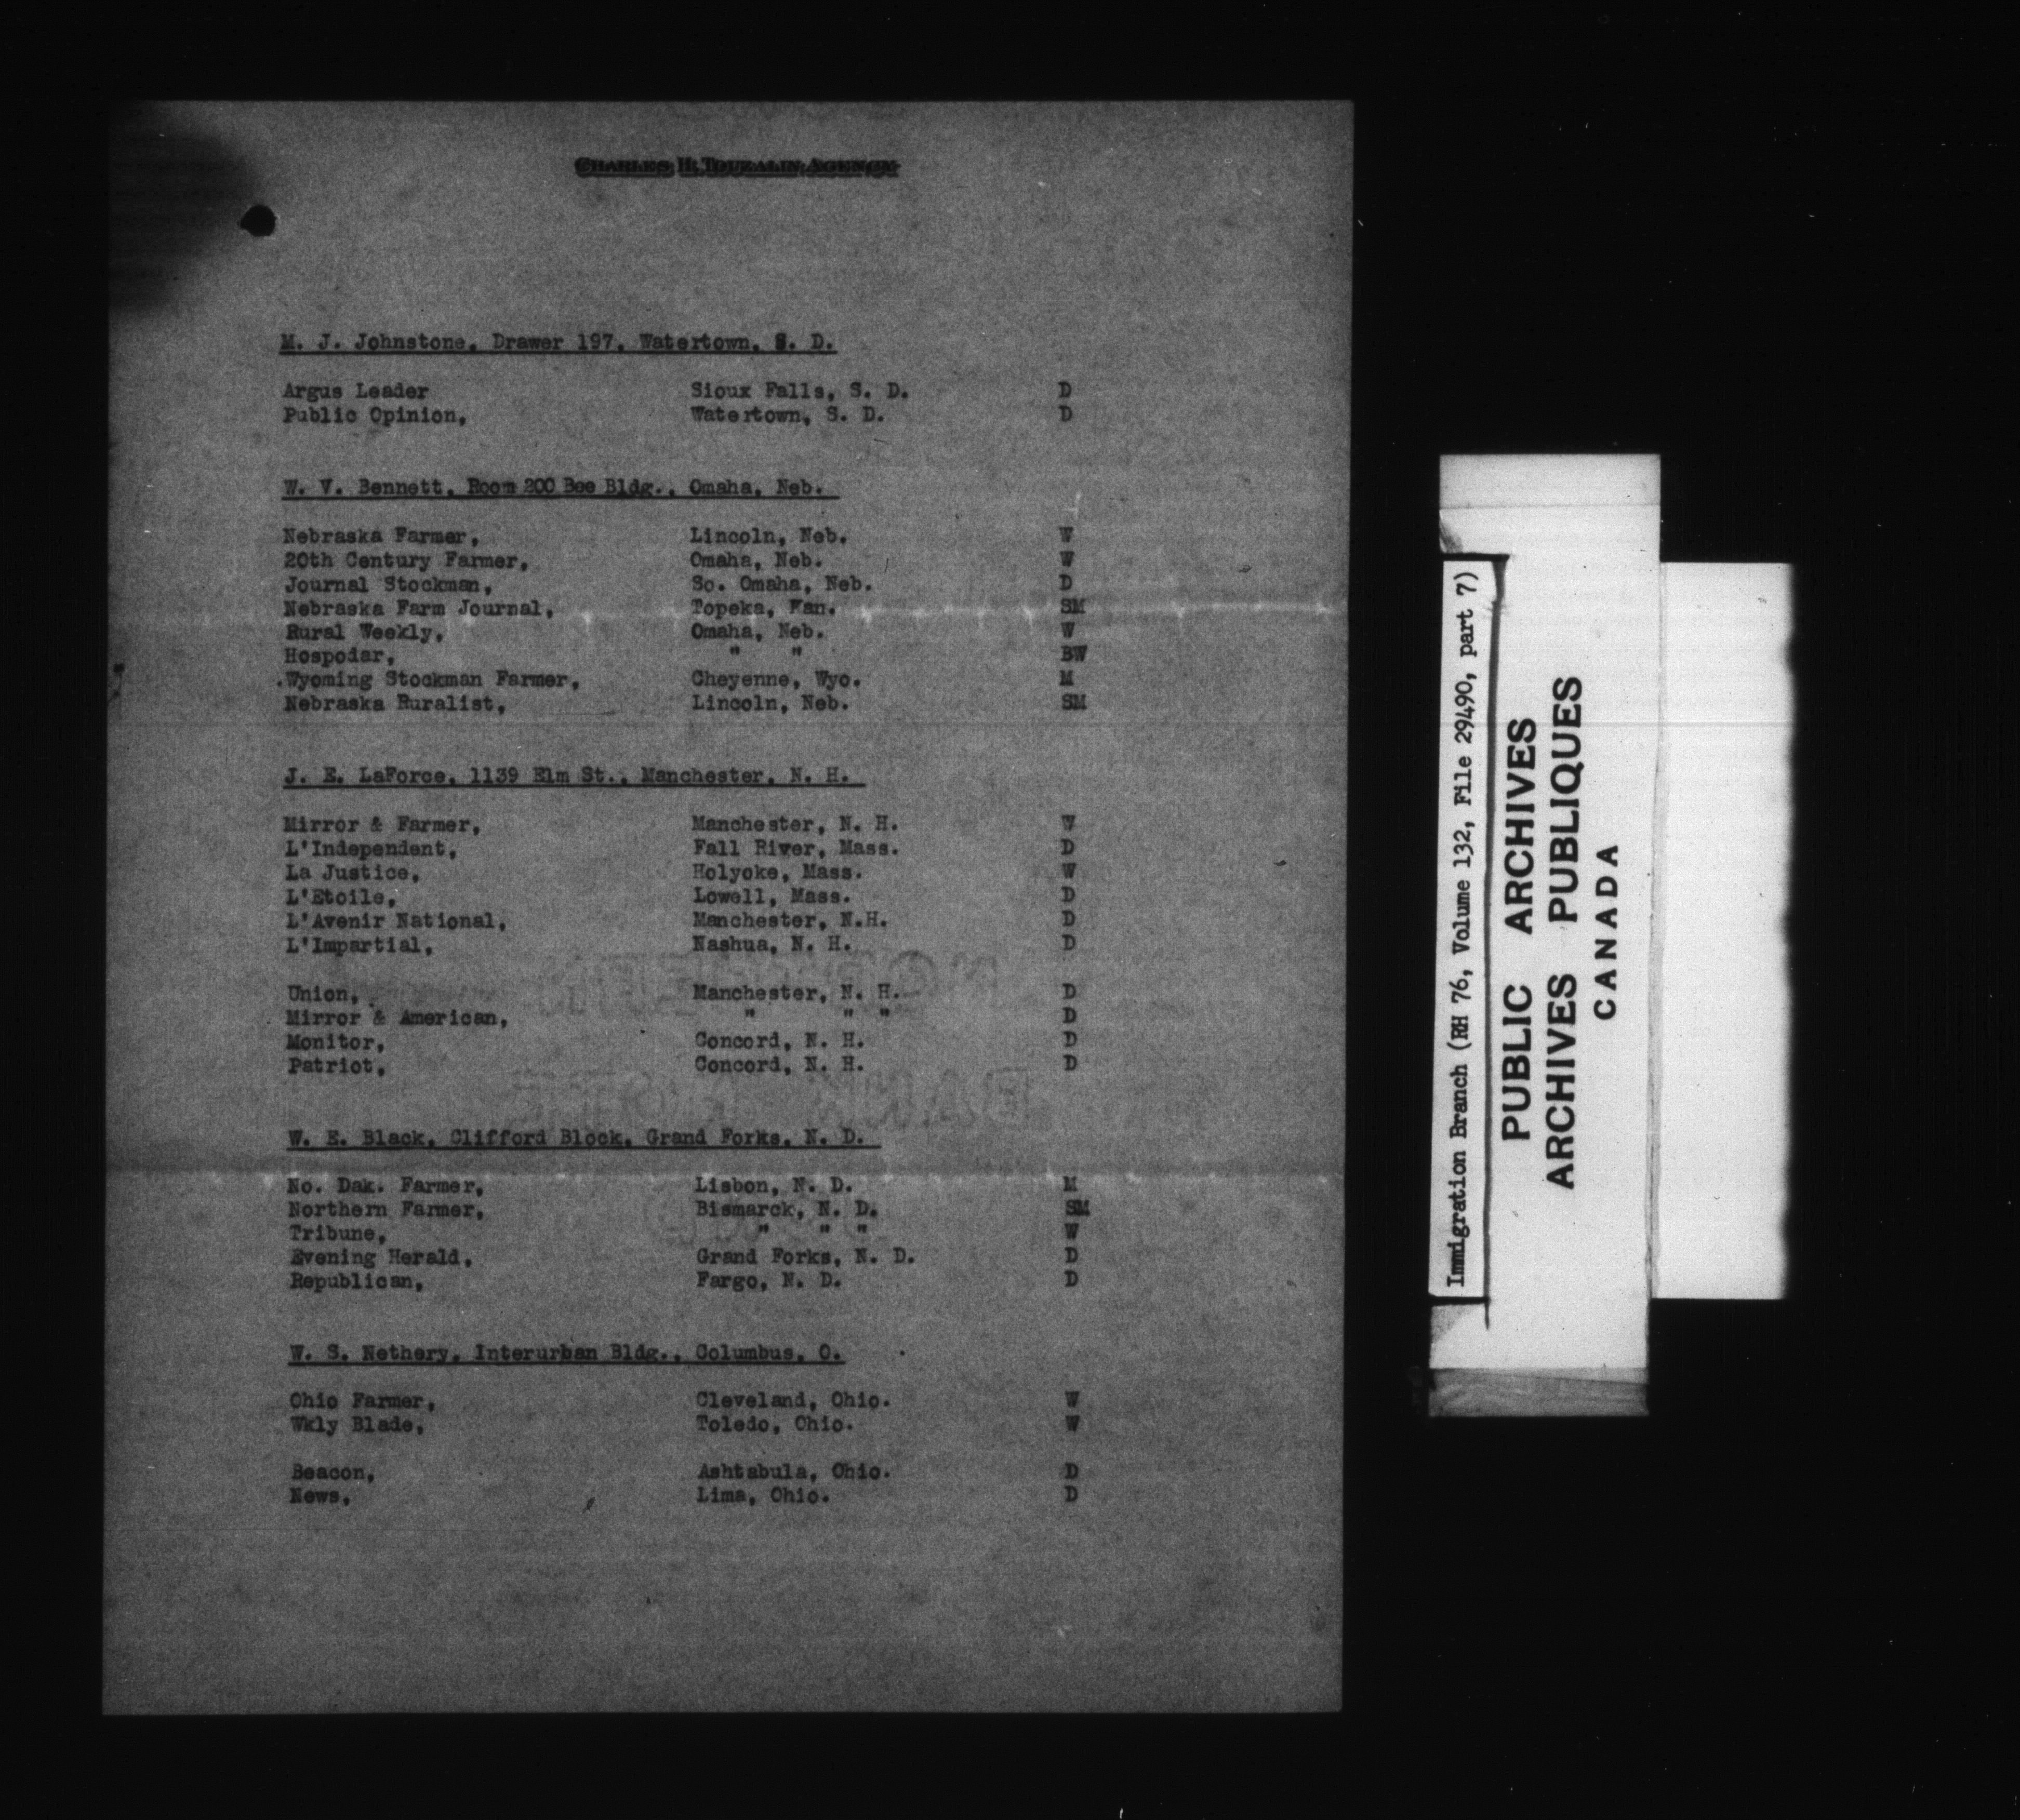 CHARLES H. TOUZALIN AGENCY
M. J. Johnstone, Drawer 197, Watertown, S. D.
Argus Leader Sioux Falls, S. D. D
Public Opinion, Watertown, S. D. D
W. V. Bennett, Room 200 Bee Bldg., Omaha, Neb.
Nebraska Farmer, Lincoln, Neb. W
20th Century Farmer, Omaha, Neb. W
Journal Stockman, So. Omaha, Neb. D
Nebraska Farm Journal, Topeka, Kan. SM
Rural Weekly, Omaha, Neb. W
Hospodar, " " BW
Wyoming Stockman Farmer, Cheyenne, Wyo. M
Nebraska Ruralist, Lincoln, Neb. SM
J. E. LaForce, 1139 Elm St., Manchester, N. H.
Mirror & Farmer, Manchester, N. H. W
L'Independent, Fall River, Mass. D
La Justice, Holyoke, Mass. W
L'Etoile, Lowell, Mass. D
L'Avenir National, Manchester, N.H. D
L'Impartial, Nashua, N. H. D
Union, Manchester, N. H. D
Mirror & American, " " " D
Monitor, Concord, N. H. D
Patriot, Concord, N. H. D
W. E. Black, Clifford Block, Grand Forks, N. D.
No. Dak. Farmer, Lisbon, N. D. M
Northern Farmer, Bismarck, N. D. SM
Tribune, " " " W
Evening Herald, Grand Forks, N. D. D
Republican, Fargo, N. D. D
W. S. Nethery, Interurban Bldg., Columbus, O.
Ohio Farmer, Cleveland, Ohio. W
Wkly Blade, Toledo, Ohio. W
Beacon, Ashtabula, Ohio. D
News, Lima, Ohio. D
Immigration Branch (RH 76, Volume 132, File 29490, part 7)
PUBLIC ARCHIVES
ARCHIVES PUBLIQUES
CANADA